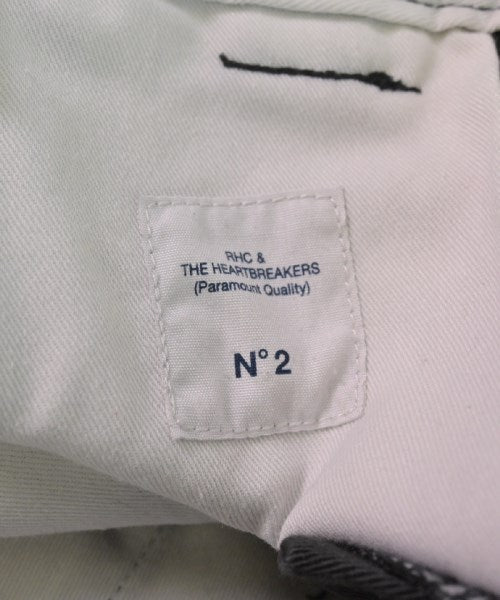 RHC &
THE HEARTBREAKERS
(Paramount Quality)
N° 2